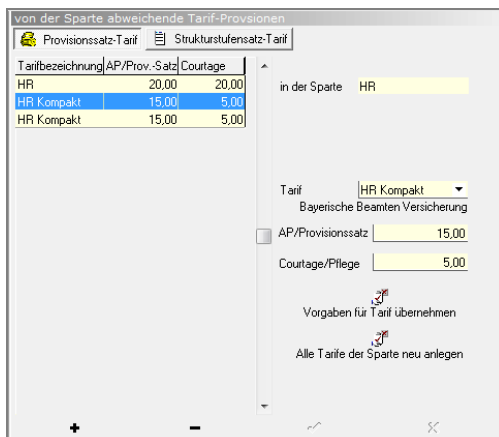 von der Sparte abweichende Tarif-Provsionen
Provisionssatz-Tarif Strukturstufensatz-Tarif
Tarifbezeichnung AP/Prov.-Satz Courtage
HR 20,00 20,00
HR Kompakt 15,00 5,00
HR Kompakt 15,00 5,00
in der Sparte HR
Tarif HR Kompakt
Bayerische Beamten Versicherung
AP/Provisionssatz 15,00
Courtage/Pflege 5,00
Vorgaben für Tarif übernehmen
Alle Tarife der Sparte neu anlegen